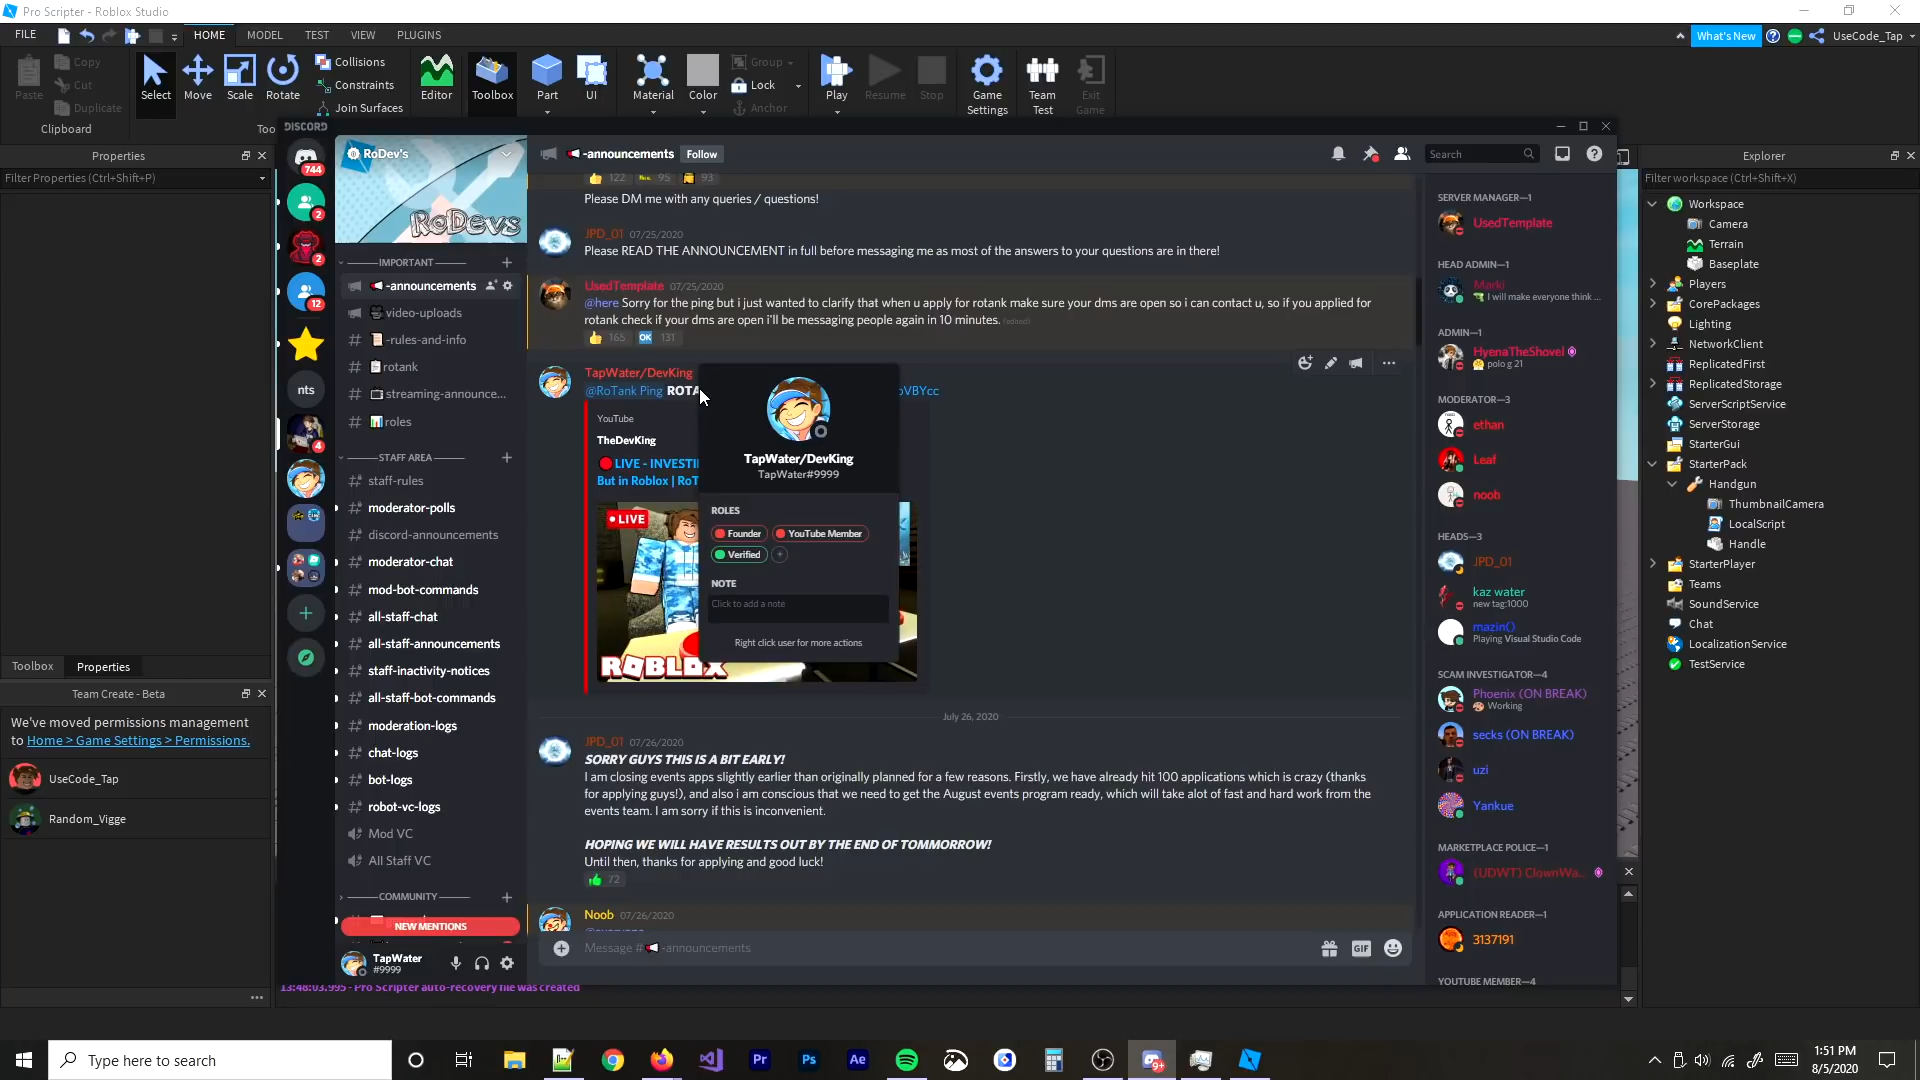 Pro Scripter - Roblox Studio
FILE
HOME
MODEL
TEST
VIEW
PLUGINS
What's New
UseCode_Tap
Paste
Copy
Cut
Duplicate
Clipboard
Select
Move
Scale
Rotate
Collisions
Constraints
Join Surfaces
Editor
Toolbox
Part
UI
Material
Color
Group
Lock
Anchor
Play
Resume
Stop
Game Settings
Team Test
Exit Game
Properties
Filter Properties (Ctrl+Shift+P)
Toolbox
Properties
Team Create - Beta
We've moved permissions management
to Home > Game Settings > Permissions.
UseCode_Tap
Random_Vigge
DISCORD
744
2
2
12
nts
4
RoDev's
RoDevs
IMPORTANT
-announcements
video-uploads
-rules-and-info
rotank
streaming-announce...
roles
STAFF AREA
staff-rules
moderator-polls
discord-announcements
moderator-chat
mod-bot-commands
all-staff-chat
all-staff-announcements
staff-inactivity-notices
all-staff-bot-commands
moderation-logs
chat-logs
bot-logs
robot-vc-logs
Mod VC
All Staff VC
COMMUNITY
NEW MENTIONS
TapWater
#9999
-announcements
Follow
Search
122 95 93
Please DM me with any queries / questions!
JPD_01 07/25/2020
Please READ THE ANNOUNCEMENT in full before messaging me as most of the answers to your questions are in there!
UsedTemplate 07/25/2020
@here Sorry for the ping but i just wanted to clarify that when u apply for rotank make sure your dms are open so i can contact u, so if you applied for
rotank check if your dms are open i'll be messaging people again in 10 minutes. (edited)
165 OK 131
TapWater/DevKing
@RoTank Ping ROTA
oVBYcc
YouTube
TheDevKing
LIVE - INVESTI
But in Roblox | RoT
LIVE
ROBLOX
TapWater/DevKing
TapWater#9999
ROLES
Founder
YouTube Member
Verified
NOTE
Click to add a note
Right click user for more actions
July 26, 2020
JPD_01 07/26/2020
SORRY GUYS THIS IS A BIT EARLY!
I am closing events apps slightly earlier than originally planned for a few reasons. Firstly, we have already hit 100 applications which is crazy (thanks
for applying guys!), and also i am conscious that we need to get the August events program ready, which will take alot of fast and hard work from the
events team. I am sorry if this is inconvenient.
HOPING WE WILL HAVE RESULTS OUT BY THE END OF TOMMORROW!
Until then, thanks for applying and good luck!
72
Noob 07/26/2020
Message # -announcements
GIF
SERVER MANAGER—1
UsedTemplate
HEAD ADMIN—1
Marki
I will make everyone think ...
ADMIN—1
HyenaTheShovel
polo g 21
MODERATOR—3
ethan
Leaf
noob
HEADS—3
JPD_01
kaz water
new tag:1000
mazin()
Playing Visual Studio Code
SCAM INVESTIGATOR—4
Phoenix (ON BREAK)
Working
secks (ON BREAK)
uzi
Yankue
MARKETPLACE POLICE—1
(UDWT) ClownWa...
APPLICATION READER—1
3137191
YOUTUBE MEMBER—4
13:48:03.995 - Pro Scripter auto-recovery file was created
Explorer
Filter workspace (Ctrl+Shift+X)
Workspace
Camera
Terrain
Baseplate
Players
CorePackages
Lighting
NetworkClient
ReplicatedFirst
ReplicatedStorage
ServerScriptService
ServerStorage
StarterGui
StarterPack
Handgun
ThumbnailCamera
LocalScript
Handle
StarterPlayer
Teams
SoundService
Chat
LocalizationService
TestService
Type here to search
Pr
Ps
Ae
9+
1:51 PM
8/5/2020